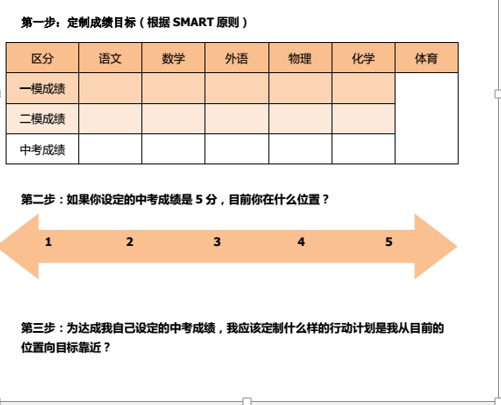 第一步：定制成绩目标（根据 SMART 原则）
区分 语文 数学 外语 物理 化学 体育
一模成绩
二模成绩
中考成绩
第二步：如果你设定的中考成绩是 5 分，目前你在什么位置？
1 2 3 4 5
第三步：为达成我自己设定的中考成绩，我应该定制什么样的行动计划是我从目前的
位置向目标靠近？